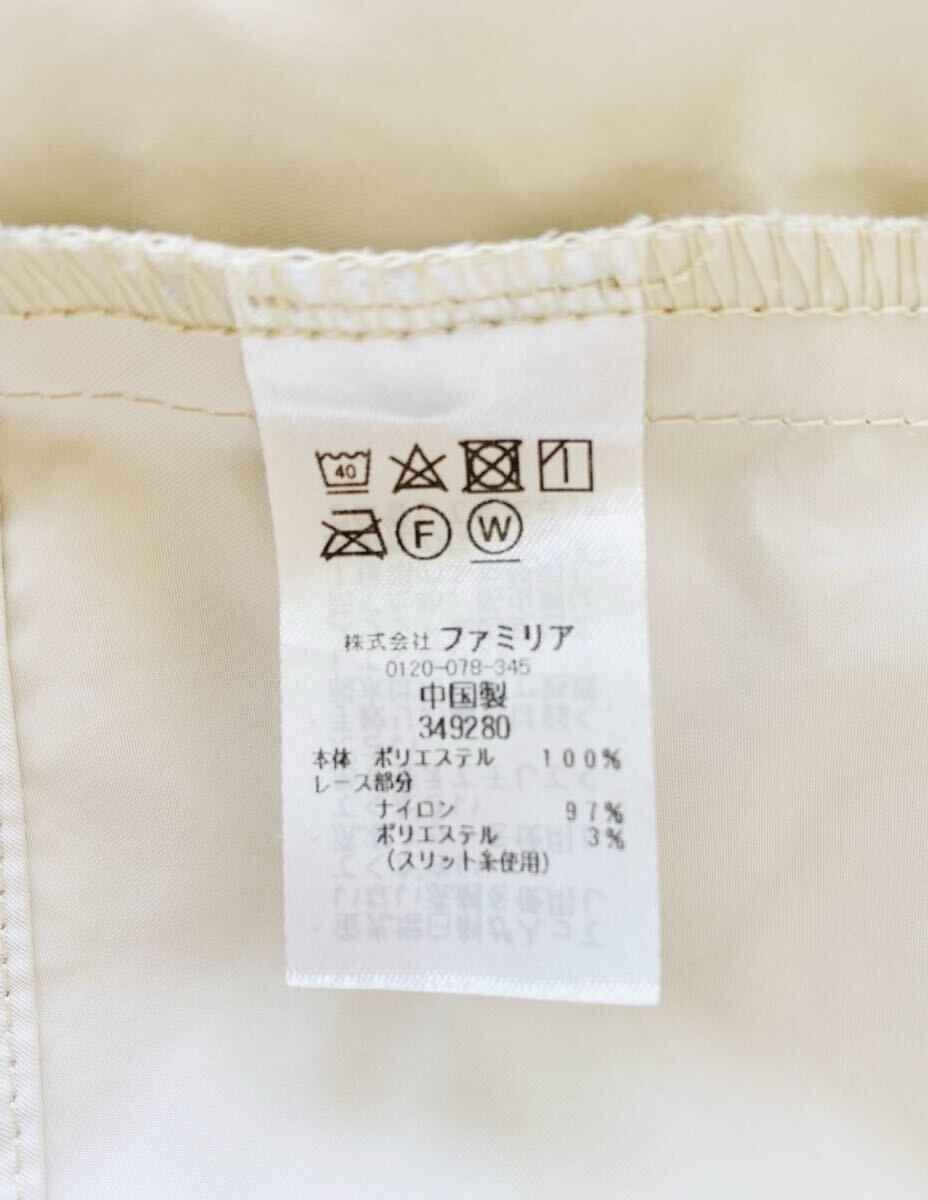 40
F W
株式会社 ファミリア
0120-078-345
中国製
349280
本体 ポリエステル 100%
レース部分
ナイロン 97%
ポリエステル 3%
(スリット糸使用)